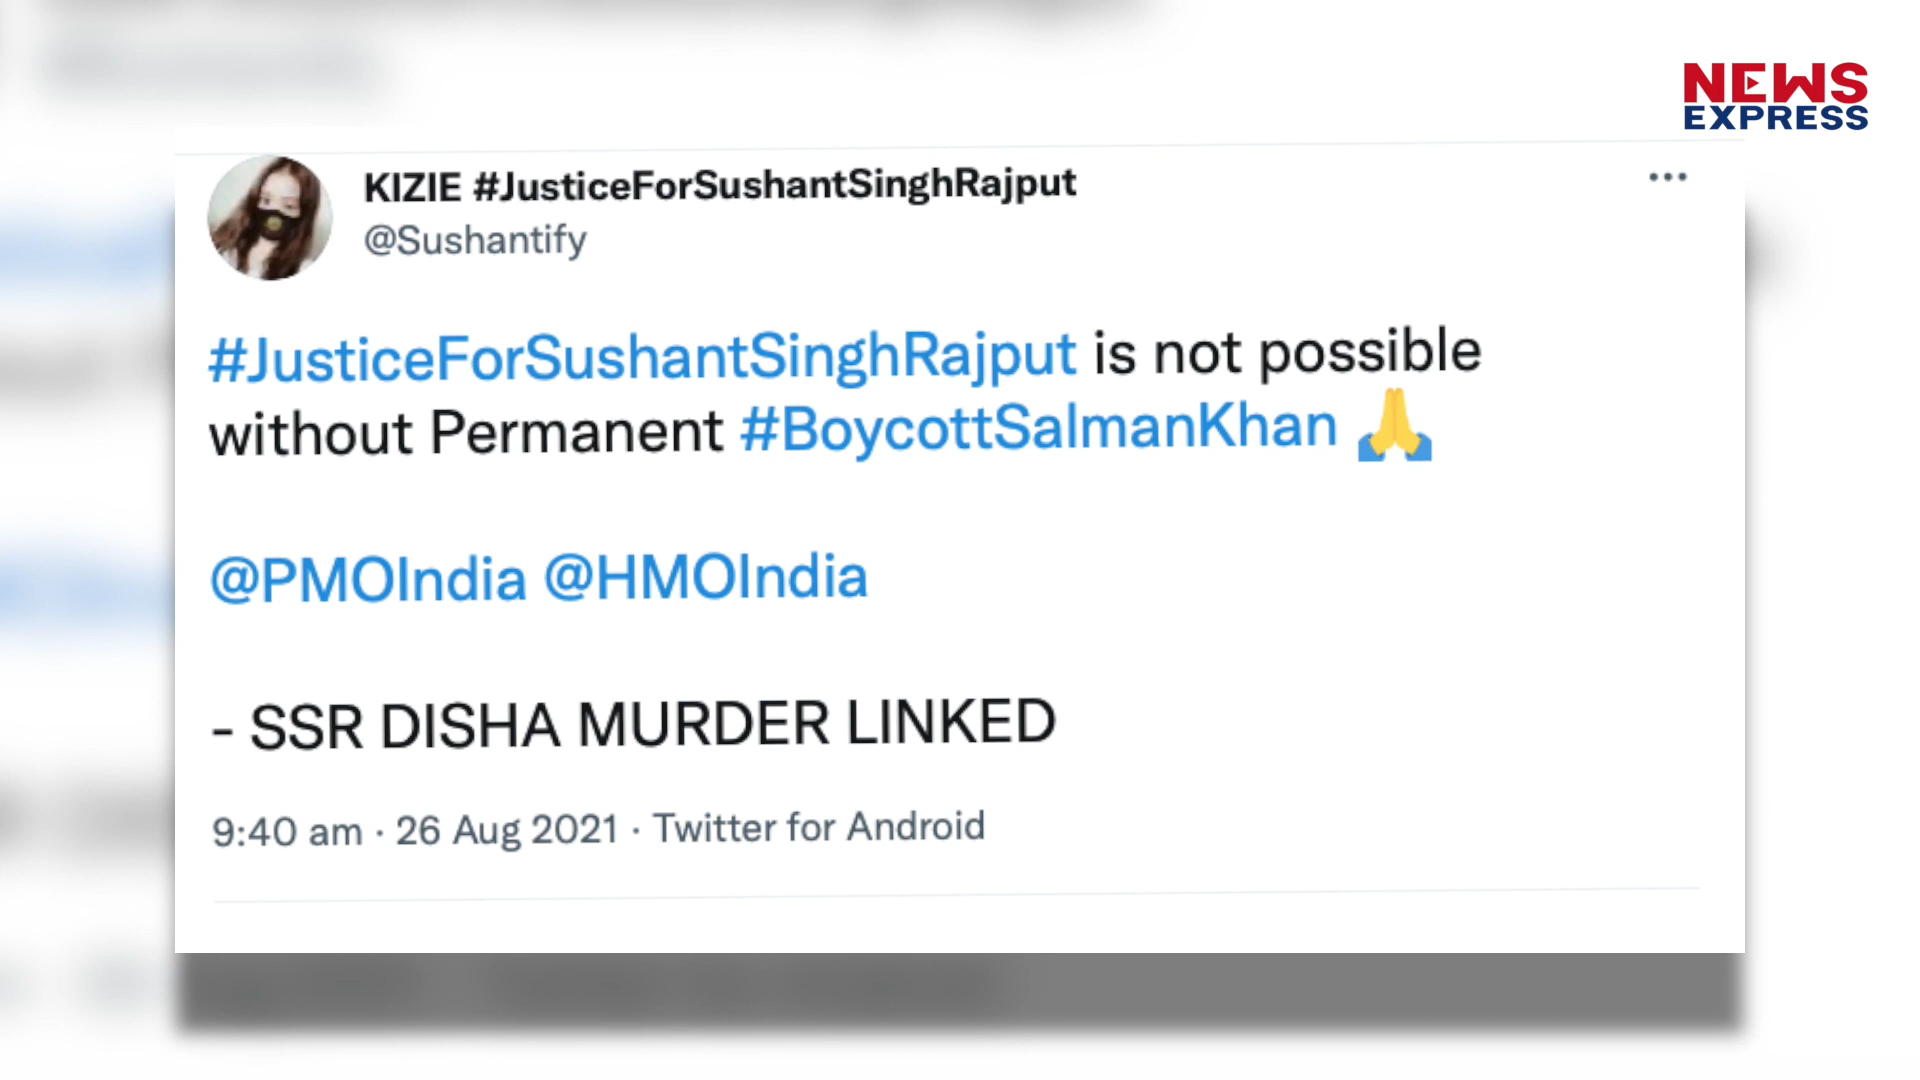 NEWS
EXPRESS
KIZIE #JusticeForSushantSinghRajput
@Sushantify
#JusticeForSushantSinghRajput is not possible
without Permanent #BoycottSalmanKhan 🙏
@PMOIndia @HMOIndia
- SSR DISHA MURDER LINKED
9:40 am · 26 Aug 2021 · Twitter for Android